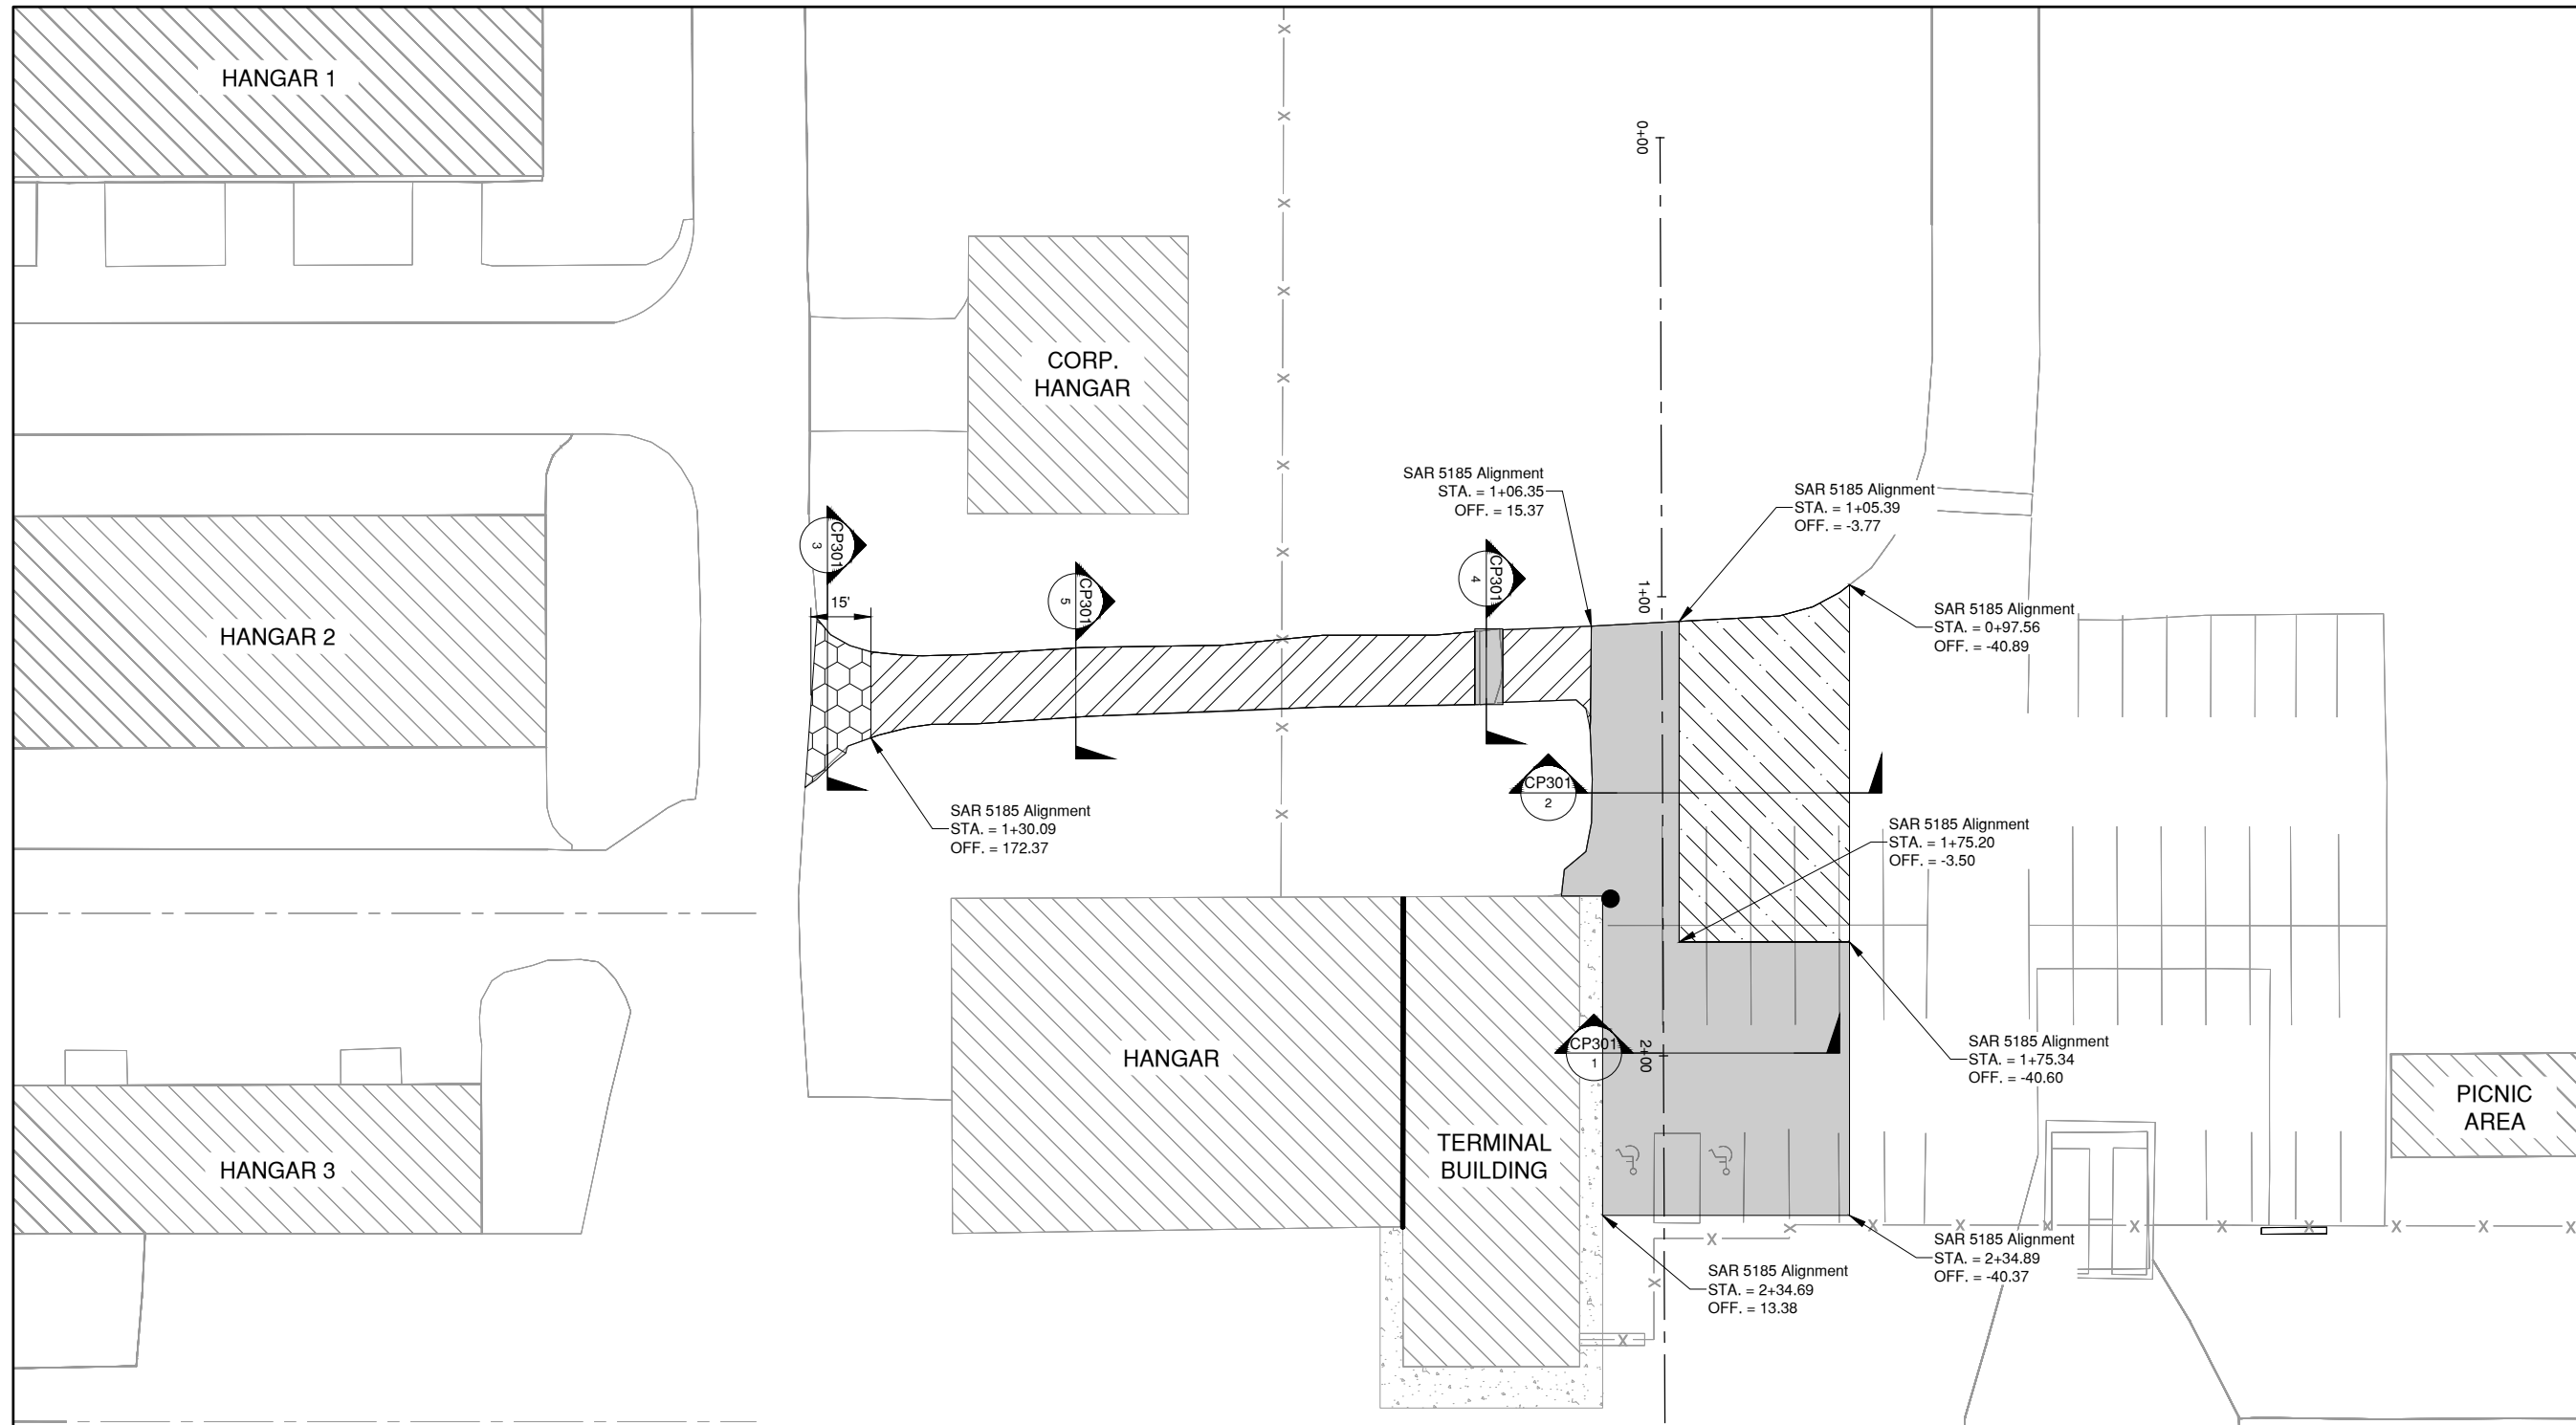 HANGAR 1
0+00
CORP.
HANGAR
SAR 5185 Alignment
STA. = 1+06.35
OFF. = 15.37
SAR 5185 Alignment
STA. = 1+05.39
OFF. = -3.77
CP301
3
CP301
5
CP301
4
1+00
15'
SAR 5185 Alignment
STA. = 0+97.56
OFF. = -40.89
HANGAR 2
CP301
2
SAR 5185 Alignment
STA. = 1+30.09
OFF. = 172.37
SAR 5185 Alignment
STA. = 1+75.20
OFF. = -3.50
HANGAR
CP301
1
2+00
SAR 5185 Alignment
STA. = 1+75.34
OFF. = -40.60
PICNIC
AREA
TERMINAL
BUILDING
HANGAR 3
SAR 5185 Alignment
STA. = 2+34.89
OFF. = -40.37
SAR 5185 Alignment
STA. = 2+34.69
OFF. = 13.38